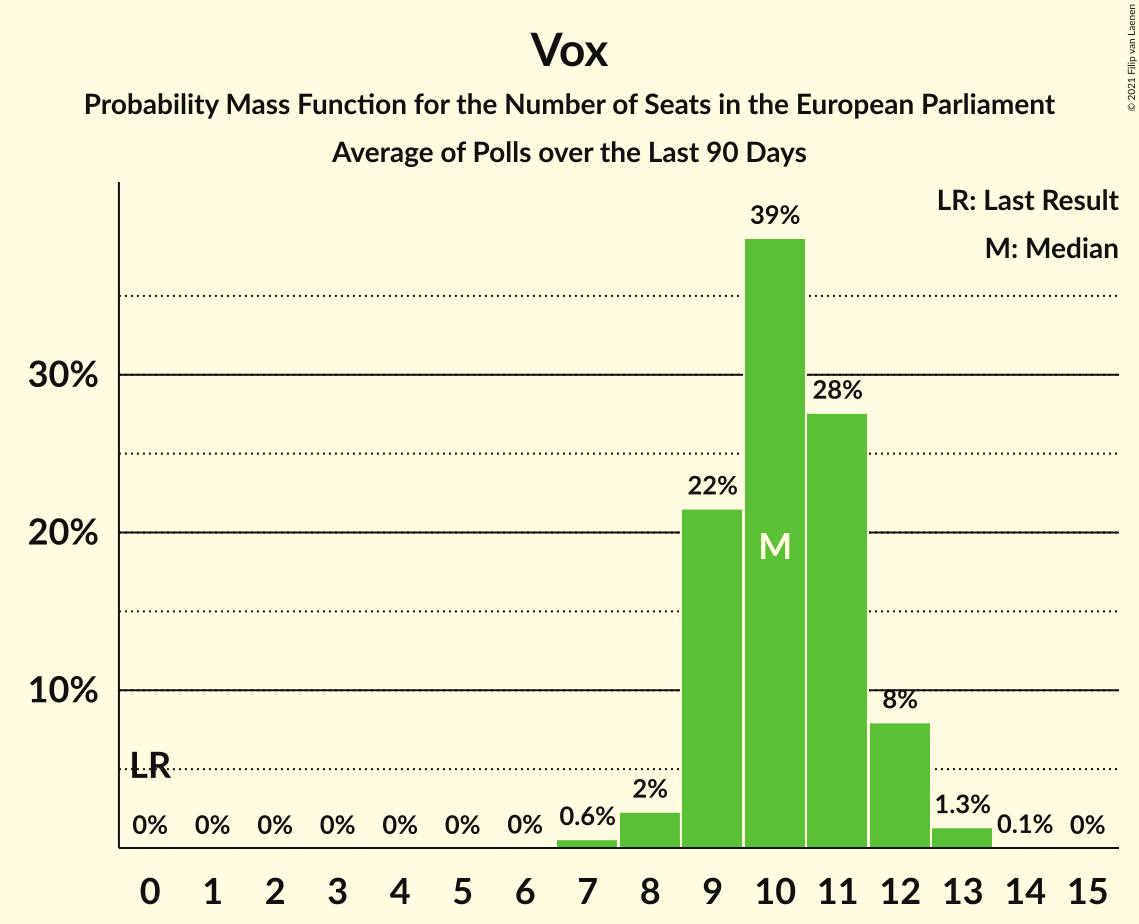 Vox
Probability Mass Function for the Number of Seats in the European Parliament
Average of Polls over the Last 90 Days
© 2021 Filip van Laenen
LR: Last Result
M: Median
39%
30%
28%
22%
20%
M
10%
8%
LR
2%
1.3%
0.6%
0% 0% 0% 0% 0% 0% 0% 0.1% 0%
0 1 2 3 4 5 6 7 8 9 10 11 12 13 14 15